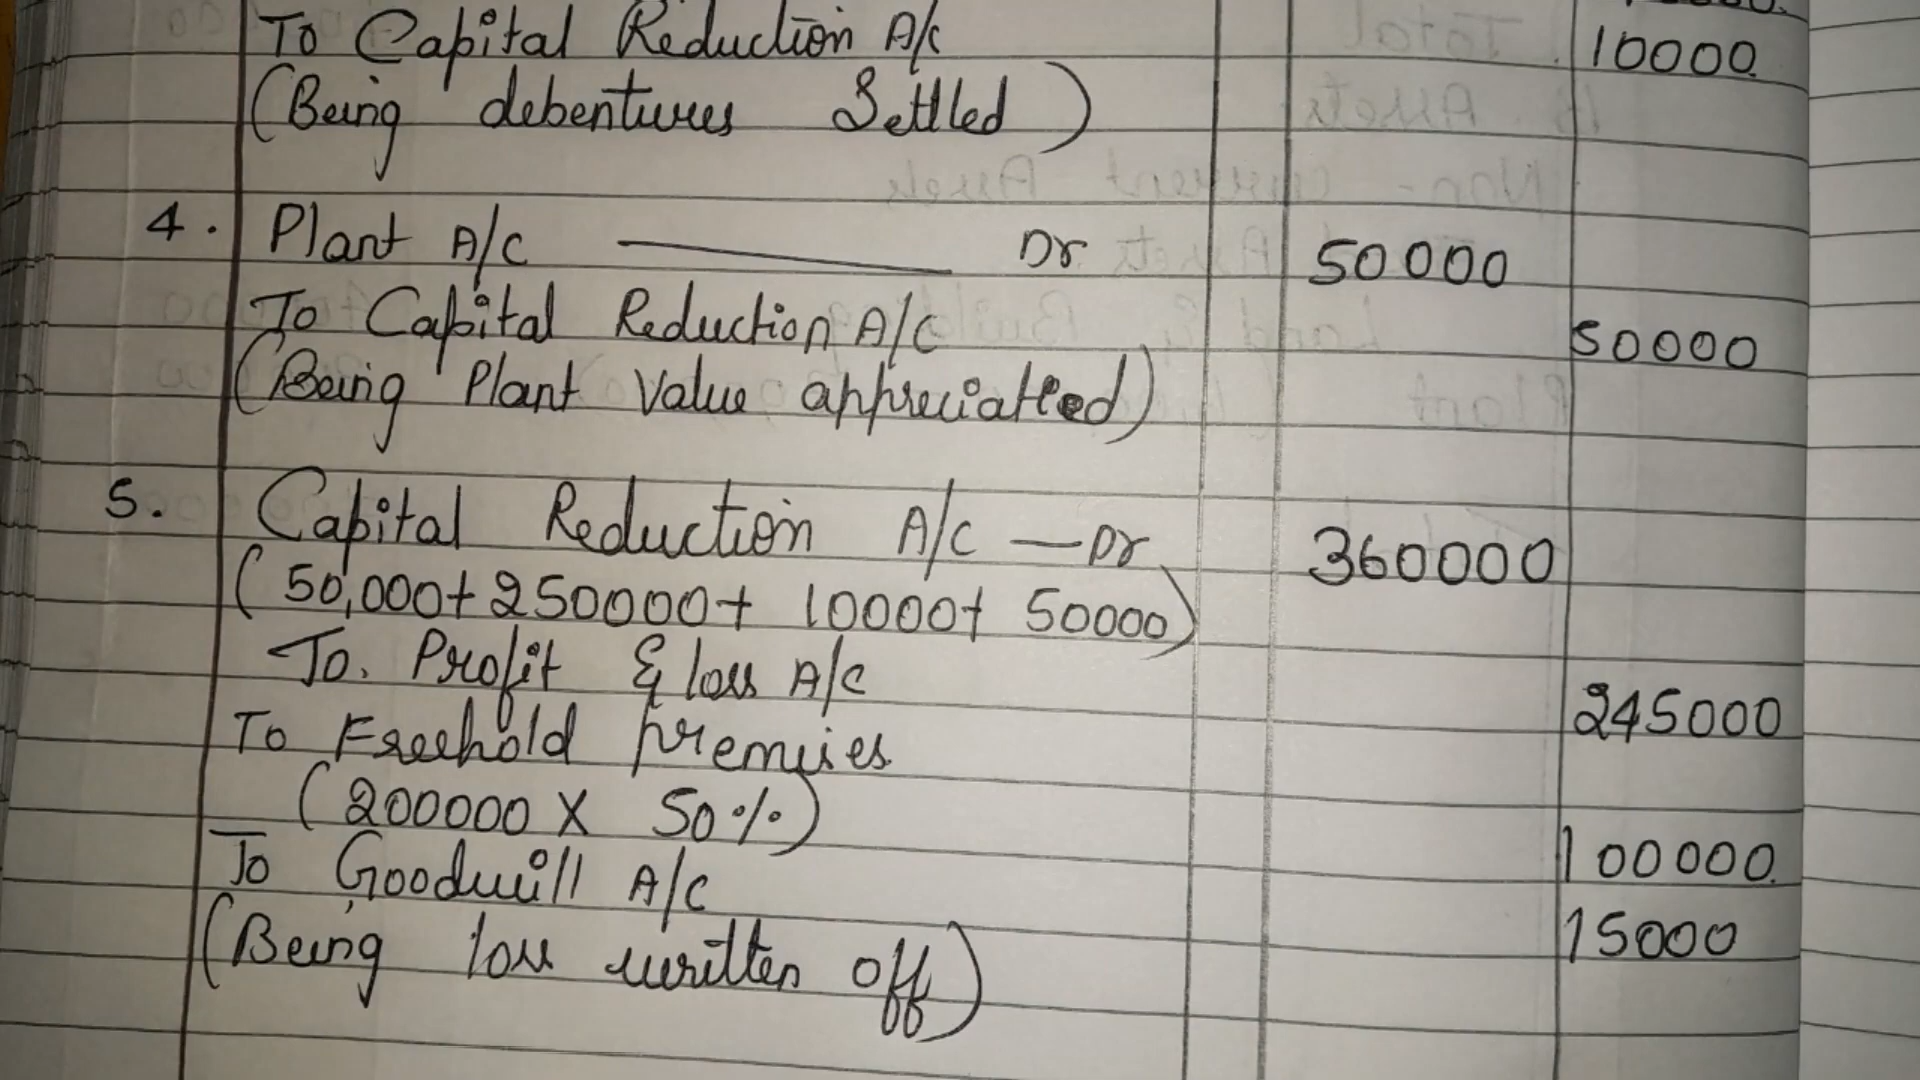 To Capital Reduction A/c 10000
(Being debentures Settled)
4. Plant A/C Dr 50000
To Capital Reduction A/C 50000
(Being Plant Value appreciatted)
5. Capital Reduction A/C — Dr 360000
(50,000+250000+ 10000+ 50000)
To. Profit & loss A/C 245000
To Freehold premises
(200000 X 50%) 100000
To Goodwill A/C 15000
(Being loss written off)